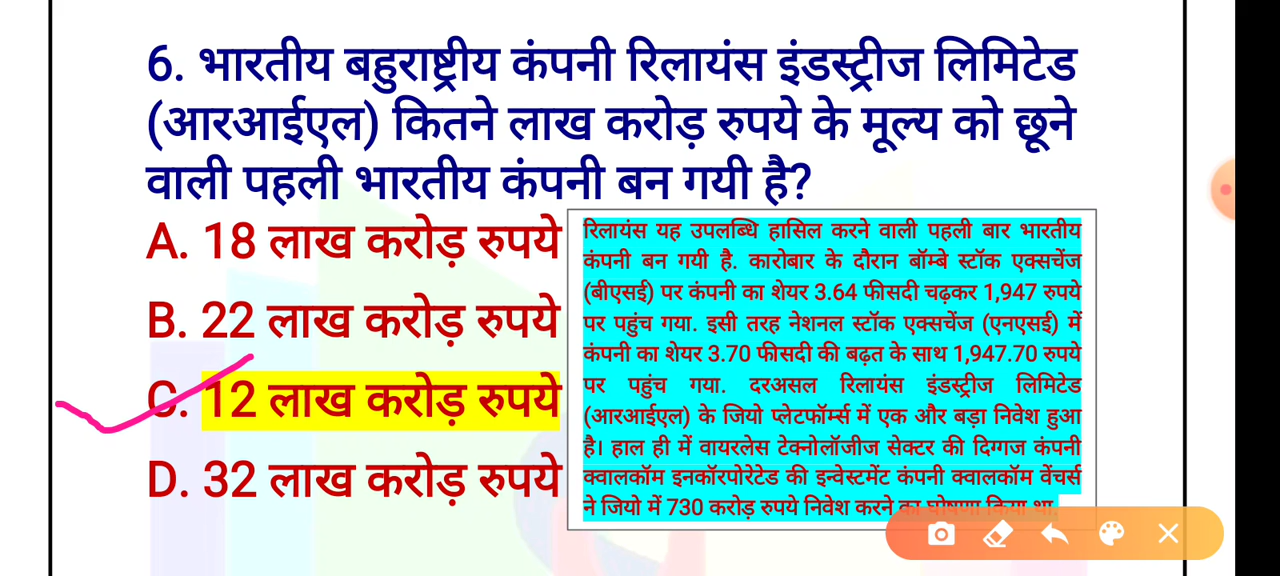 6. भारतीय बहुराष्ट्रीय कंपनी रिलायंस इंडस्ट्रीज लिमिटेड
(आरआईएल) कितने लाख करोड़ रुपये के मूल्य को छूने
वाली पहली भारतीय कंपनी बन गयी है?
A. 18 लाख करोड़ रुपये
B. 22 लाख करोड़ रुपये
C. 12 लाख करोड़ रुपये
D. 32 लाख करोड़ रुपये
रिलायंस यह उपलब्धि हासिल करने वाली पहली बार भारतीय
कंपनी बन गयी है. कारोबार के दौरान बॉम्बे स्टॉक एक्सचेंज
(बीएसई) पर कंपनी का शेयर 3.64 फीसदी चढ़कर 1,947 रुपये
पर पहुंच गया. इसी तरह नेशनल स्टॉक एक्सचेंज (एनएसई) में
कंपनी का शेयर 3.70 फीसदी की बढ़त के साथ 1,947.70 रुपये
पर पहुंच गया. दरअसल रिलायंस इंडस्ट्रीज लिमिटेड
(आरआईएल) के जियो प्लेटफॉर्म्स में एक और बड़ा निवेश हुआ
है। हाल ही में वायरलेस टेक्नोलॉजीज सेक्टर की दिग्गज कंपनी
क्वालकॉम इनकॉरपोरेटेड की इन्वेस्टमेंट कंपनी क्वालकॉम वेंचर्स
ने जियो में 730 करोड़ रुपये निवेश करने का घोषणा किया था.